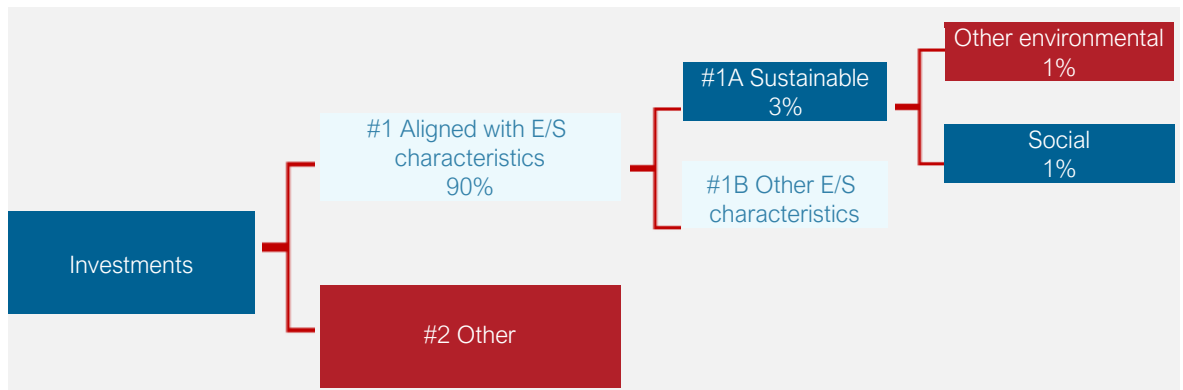 Investments
#1 Aligned with E/S
characteristics
90%
#2 Other
#1A Sustainable
3%
#1B Other E/S
characteristics
Other environmental
1%
Social
1%